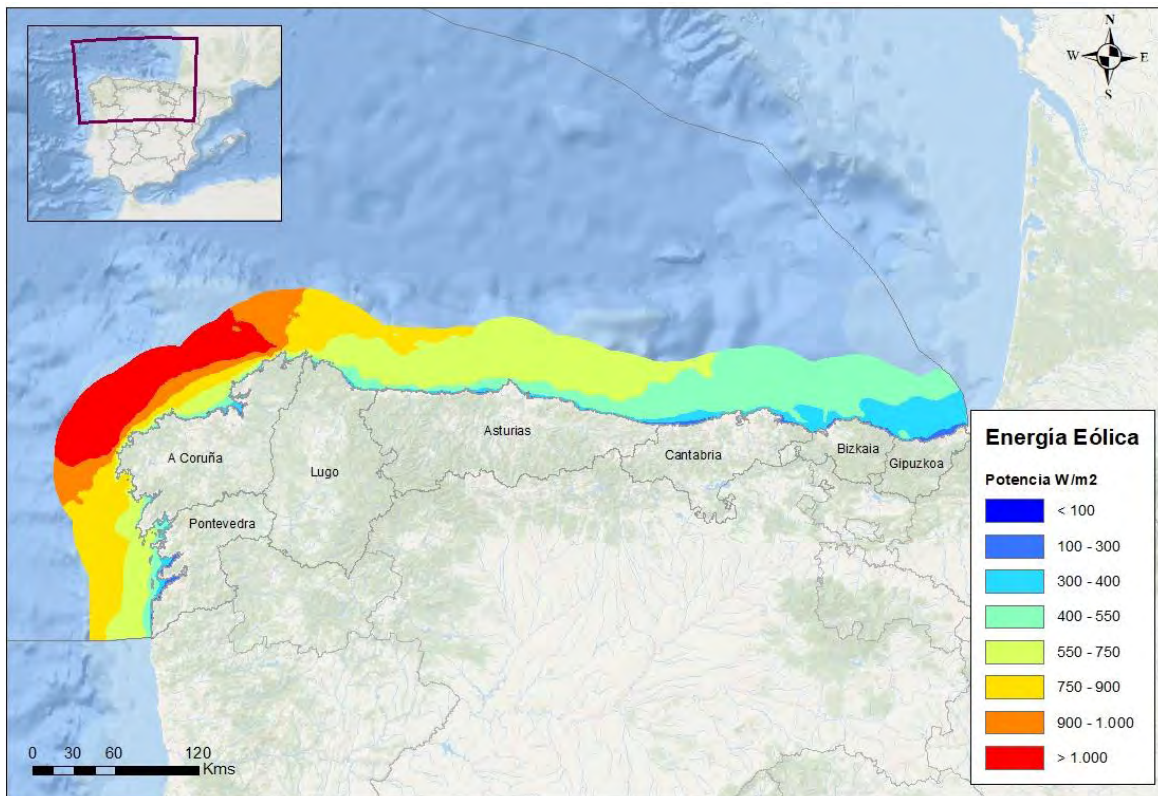 N
W E
S
A Coruña
Lugo
Asturias
Cantabria
Bizkaia
Gipuzkoa
Pontevedra
Energía Eólica
Potencia W/m2
< 100
100 - 300
300 - 400
400 - 550
550 - 750
750 - 900
900 - 1.000
> 1.000
0 30 60 120
Kms